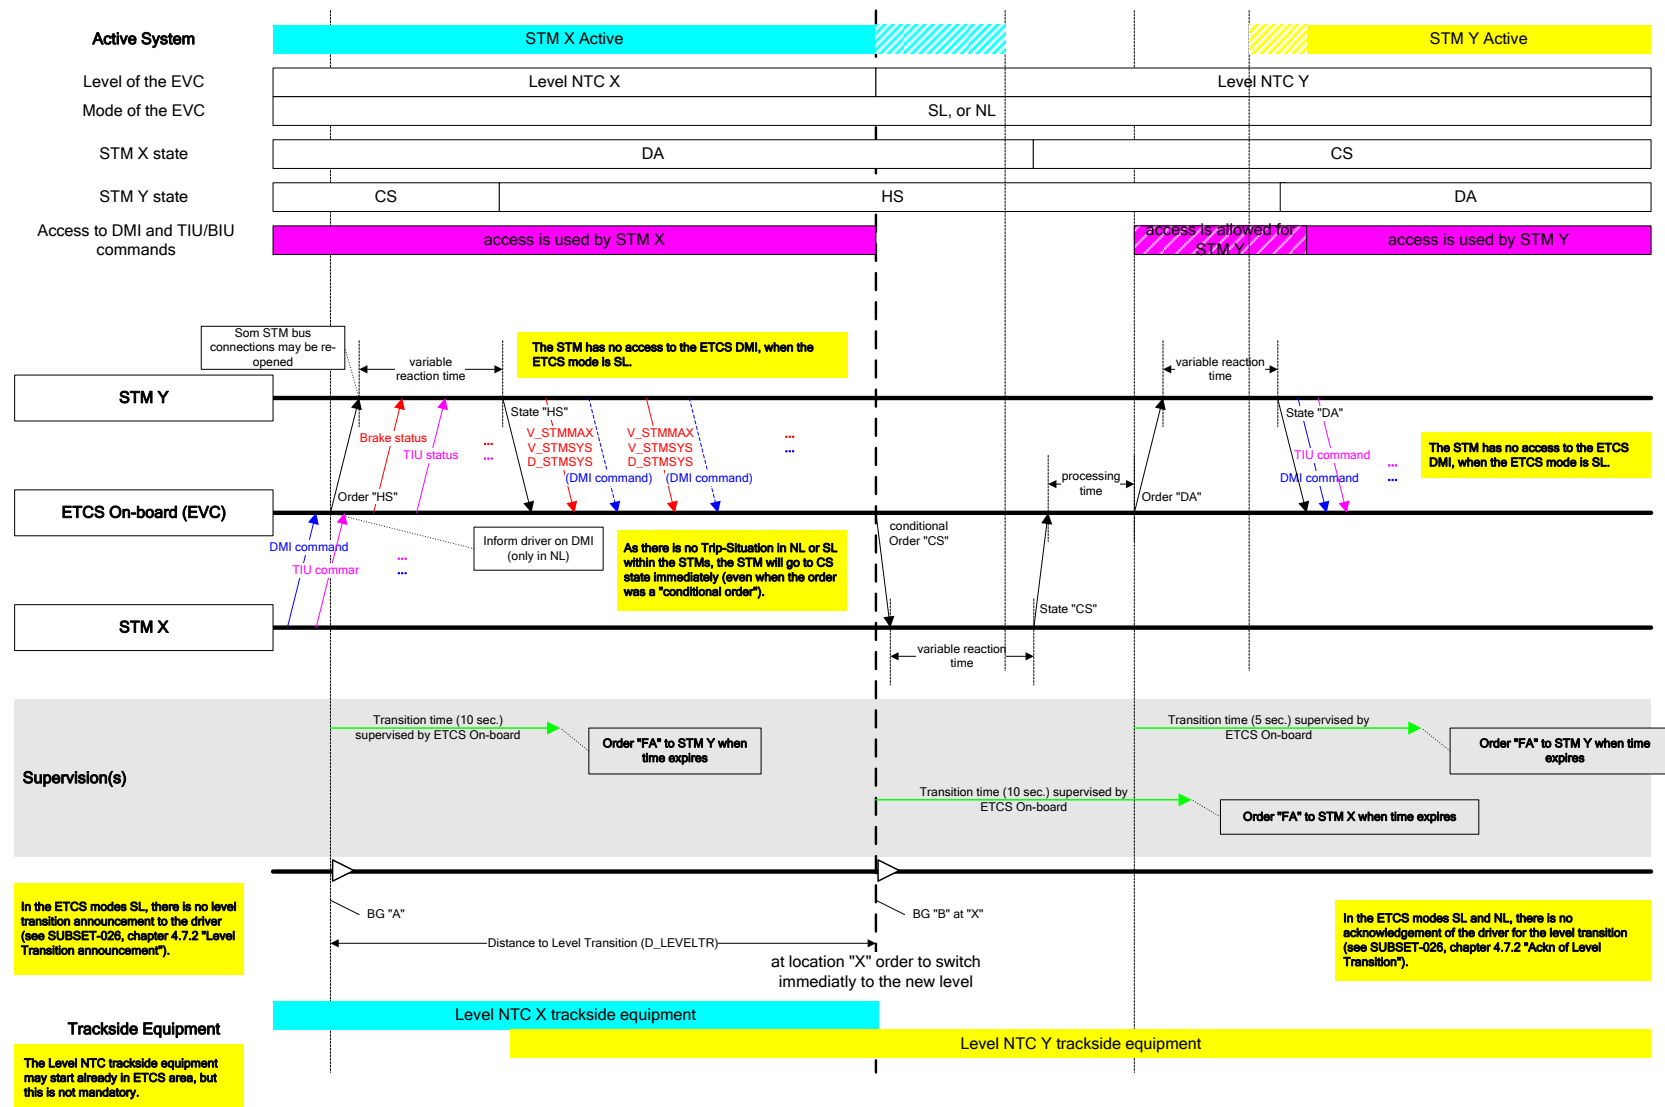 Active System
STM X Active
STM Y Active
Level of the EVC
Level NTC X
Level NTC Y
Mode of the EVC
SL, or NL
STM X state
DA
CS
STM Y state
CS
HS
DA
Access to DMI and TIU/BIU
commands
access is used by STM X
access is allowed for
STM Y
access is used by STM Y
Som STM bus
connections may be re-
opened
variable
reaction time
The STM has no access to the ETCS DMI, when the
ETCS mode is SL.
variable reaction
time
STM Y
State "HS"
State "DA"
Brake status
TIU status
...
...
V_STMMAX
V_STMSYS
D_STMSYS
(DMI command)
V_STMMAX
V_STMSYS
D_STMSYS
(DMI command)
...
...
TIU command
DMI command
...
...
The STM has no access to the ETCS
DMI, when the ETCS mode is SL.
processing
time
Order "HS"
Order "DA"
ETCS On-board (EVC)
DMI command
TIU commar
...
...
Inform driver on DMI
(only in NL)
As there is no Trip-Situation in NL or SL
within the STMs, the STM will go to CS
state immediately (even when the order
was a "conditional order").
conditional
Order "CS"
State "CS"
STM X
variable reaction
time
Supervision(s)
Transition time (10 sec.)
supervised by ETCS On-board
Order "FA" to STM Y when
time expires
Transition time (5 sec.) supervised by
ETCS On-board
Order "FA" to STM Y when time
expires
Transition time (10 sec.) supervised by
ETCS On-board
Order "FA" to STM X when time expires
In the ETCS modes SL, there is no level
transition announcement to the driver
(see SUBSET-026, chapter 4.7.2 "Level
Transition announcement").
BG "A"
BG "B" at "X"
Distance to Level Transition (D_LEVELTR)
at location "X" order to switch
immediatly to the new level
In the ETCS modes SL and NL, there is no
acknowledgement of the driver for the level transition
(see SUBSET-026, chapter 4.7.2 "Ackn of Level
Transition").
Trackside Equipment
Level NTC X trackside equipment
Level NTC Y trackside equipment
The Level NTC trackside equipment
may start already in ETCS area, but
this is not mandatory.